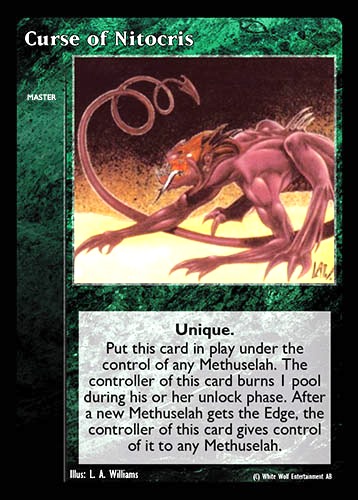 Curse of Nitocris
MASTER
Unique.
Put this card in play under the
control of any Methuselah. The
controller of this card burns 1 pool
during his or her unlock phase. After
a new Methuselah gets the Edge, the
controller of this card gives control
of it to any Methuselah.
Illus: L. A. Williams
(C) White Wolf Entertainment AB